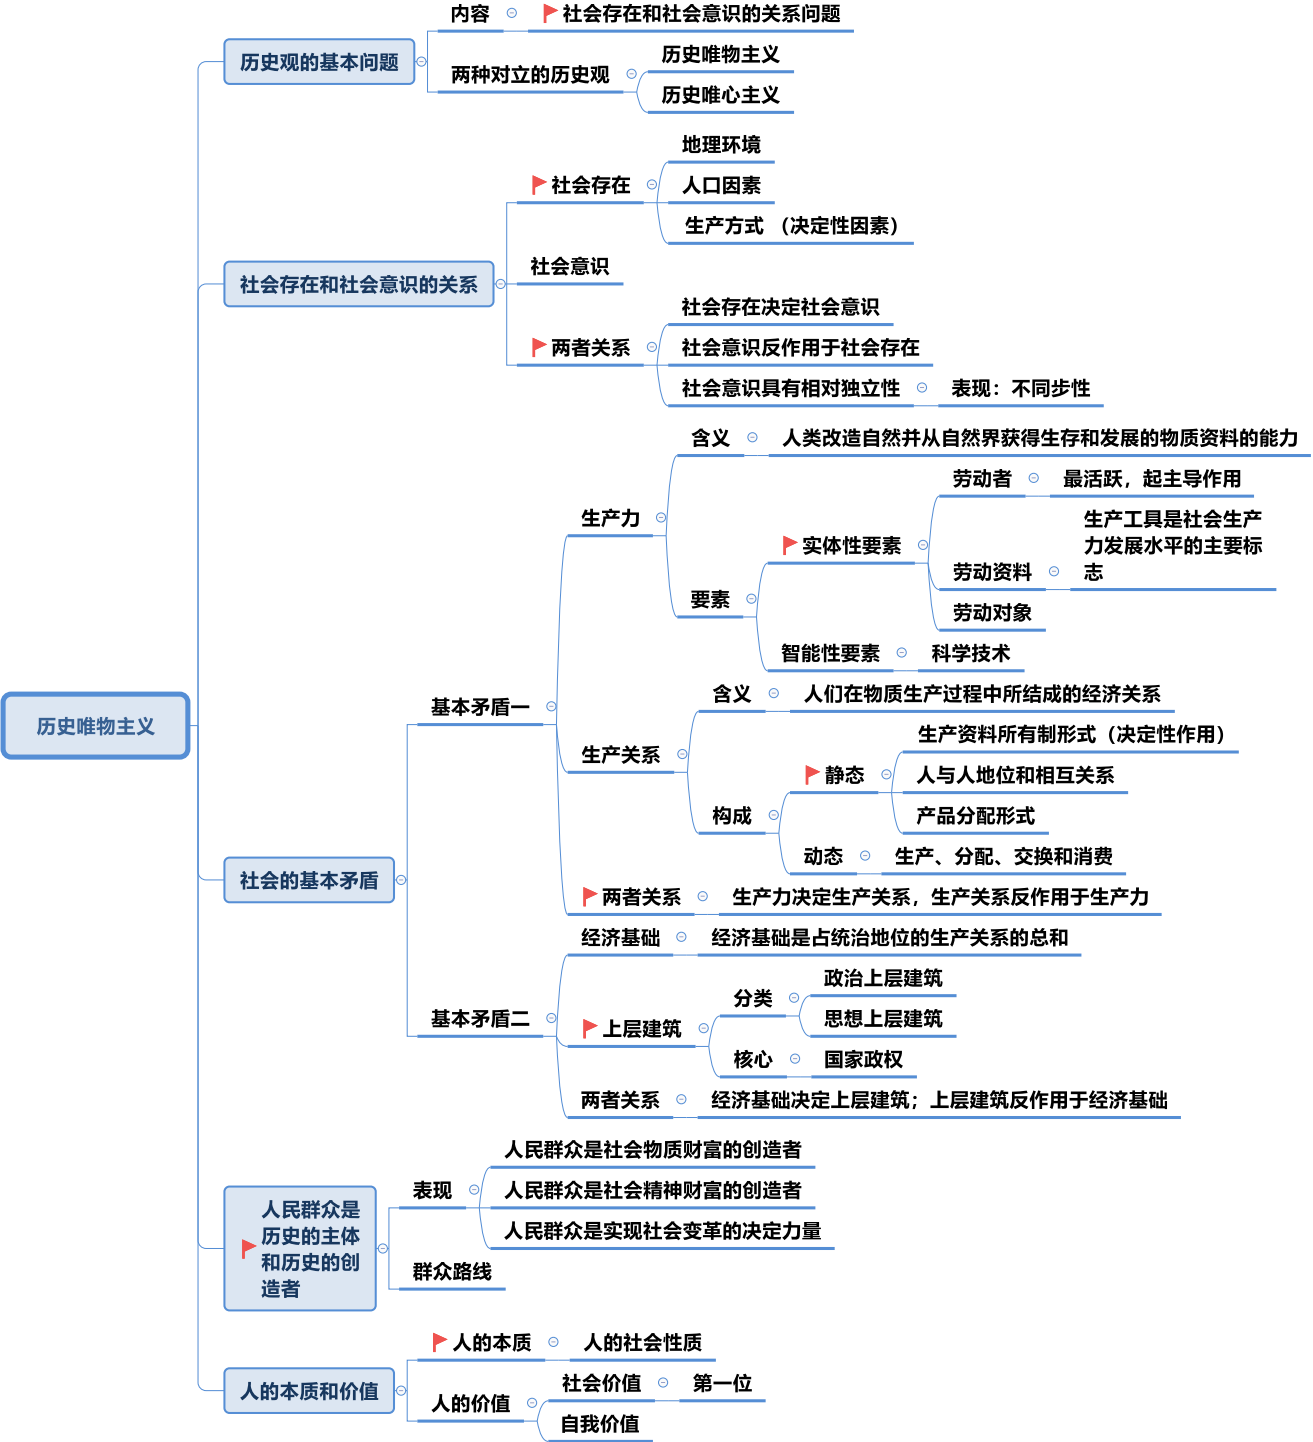 历史唯物主义
历史观的基本问题
内容
社会存在和社会意识的关系问题
两种对立的历史观
历史唯物主义
历史唯心主义
社会存在和社会意识的关系
社会存在
地理环境
人口因素
生产方式 （决定性因素）
社会意识
两者关系
社会存在决定社会意识
社会意识反作用于社会存在
社会意识具有相对独立性
表现：不同步性
社会的基本矛盾
基本矛盾一
生产力
含义
人类改造自然并从自然界获得生存和发展的物质资料的能力
要素
实体性要素
劳动者
最活跃，起主导作用
劳动资料
生产工具是社会生产
力发展水平的主要标
志
劳动对象
智能性要素
科学技术
生产关系
含义
人们在物质生产过程中所结成的经济关系
构成
静态
生产资料所有制形式（决定性作用）
人与人地位和相互关系
产品分配形式
动态
生产、分配、交换和消费
两者关系
生产力决定生产关系，生产关系反作用于生产力
基本矛盾二
经济基础
经济基础是占统治地位的生产关系的总和
上层建筑
分类
政治上层建筑
思想上层建筑
核心
国家政权
两者关系
经济基础决定上层建筑；上层建筑反作用于经济基础
人民群众是
历史的主体
和历史的创
造者
表现
人民群众是社会物质财富的创造者
人民群众是社会精神财富的创造者
人民群众是实现社会变革的决定力量
群众路线
人的本质和价值
人的本质
人的社会性质
人的价值
社会价值
第一位
自我价值